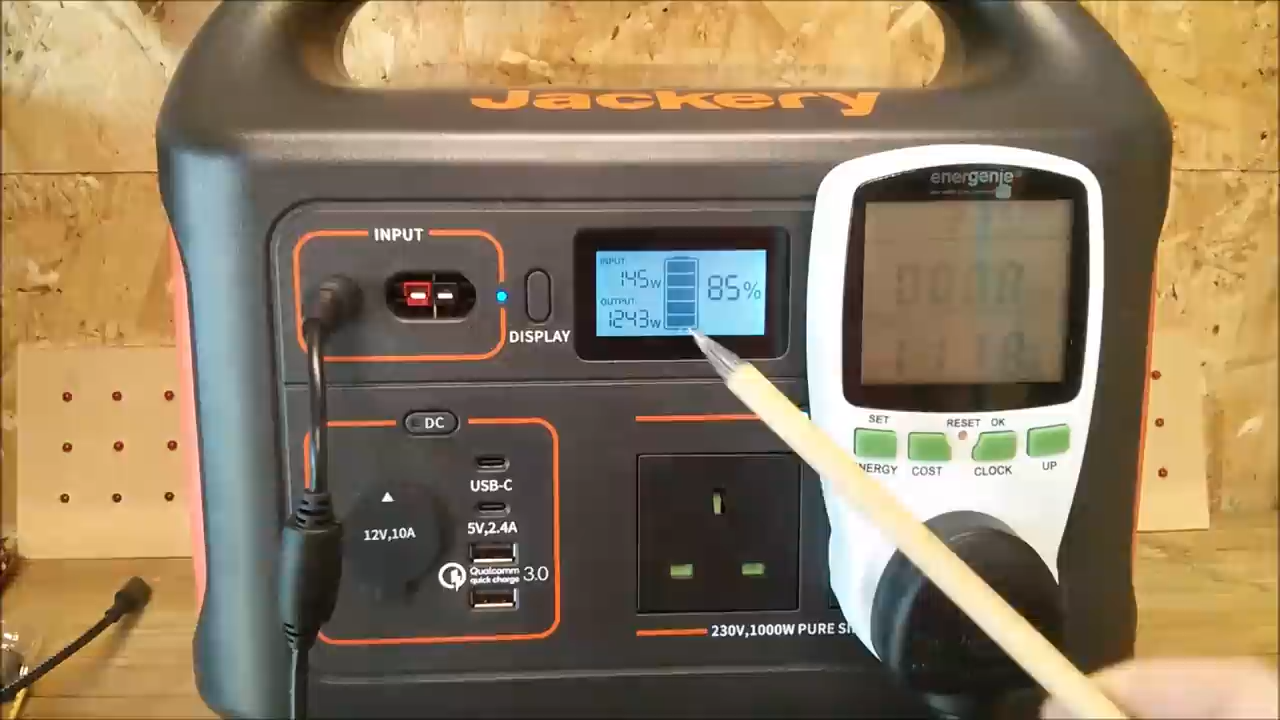 Jackery
energenie
INPUT
INPUT
145W
OUTPUT
1243W
85%
DISPLAY
SET
RESET
OK
ENERGY
COST
CLOCK
UP
DC
USB-C
5V,2.4A
12V,10A
Qualcomm
quick charge
3.0
230V,1000W PURE